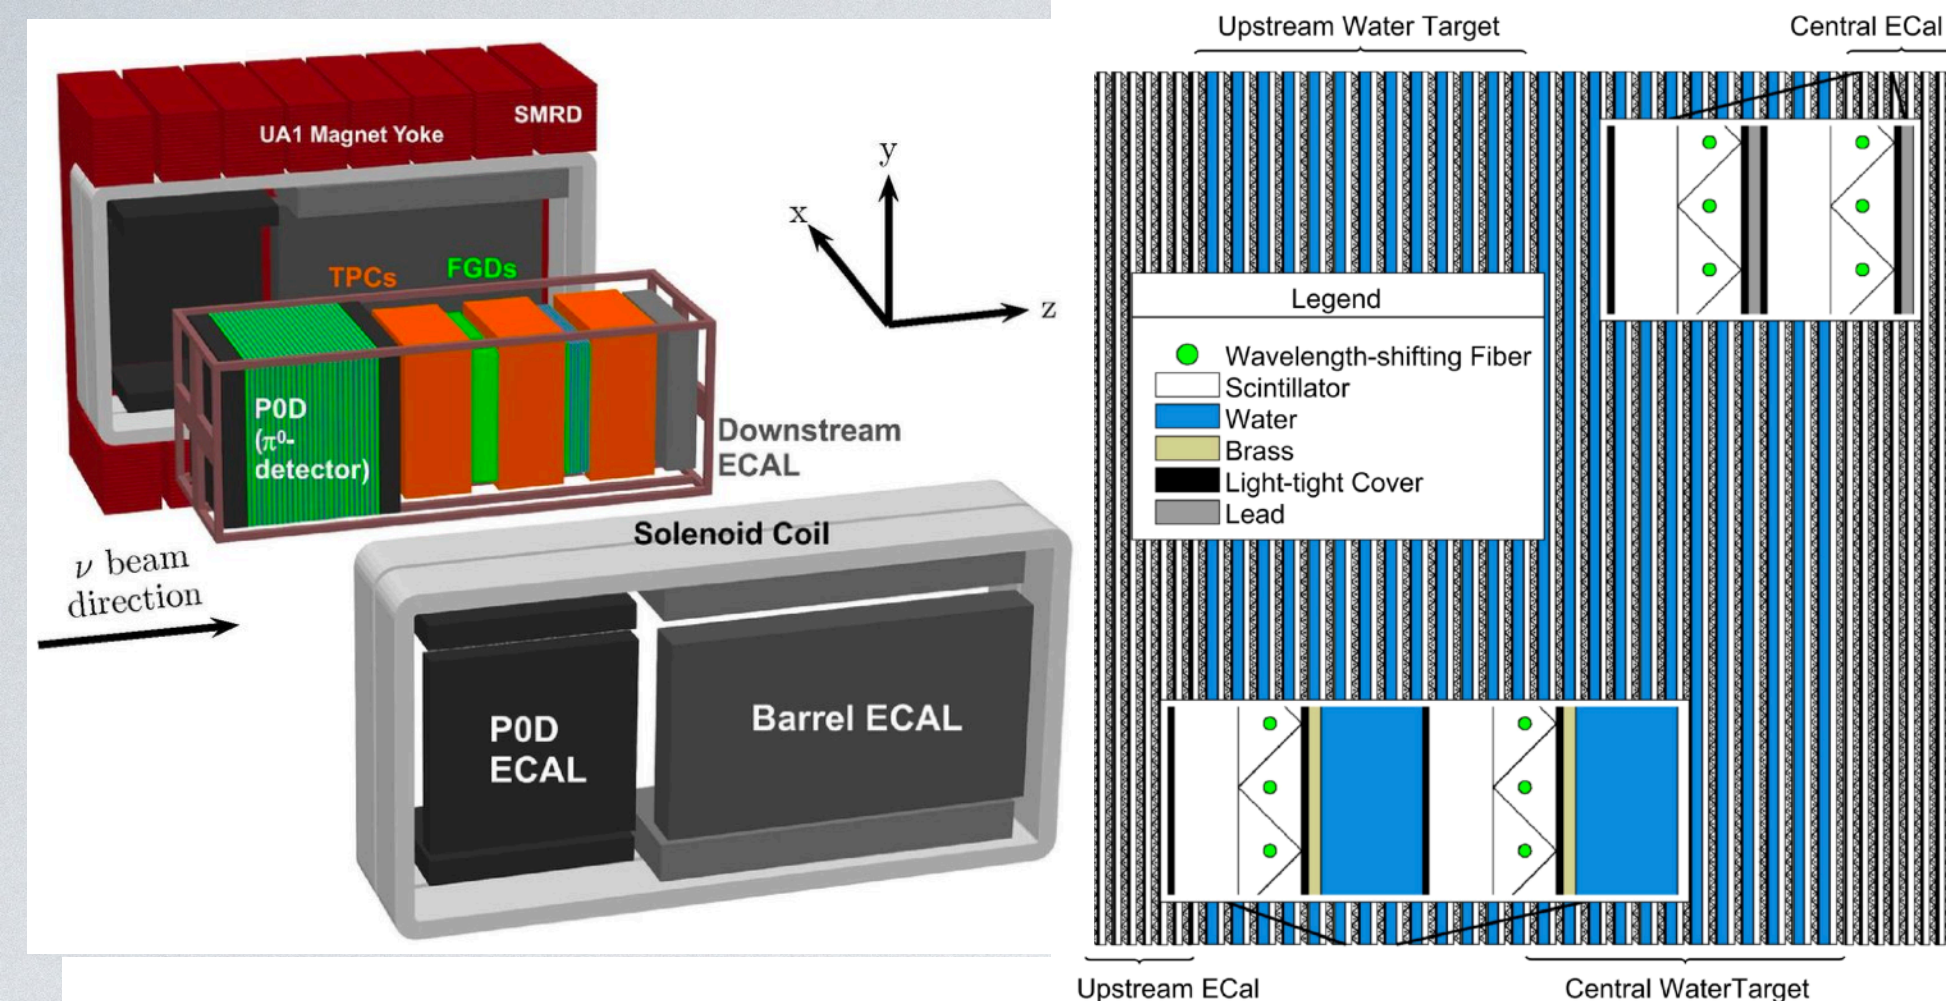 SMRD
UA1 Magnet Yoke
y
x
z
TPCs
FGDs
P0D
(π⁰-
detector)
Downstream
ECAL
Solenoid Coil
ν beam
direction
P0D
ECAL
Barrel ECAL
Upstream Water Target
Central ECal
Legend
Wavelength-shifting Fiber
Scintillator
Water
Brass
Light-tight Cover
Lead
Upstream ECal
Central WaterTarget